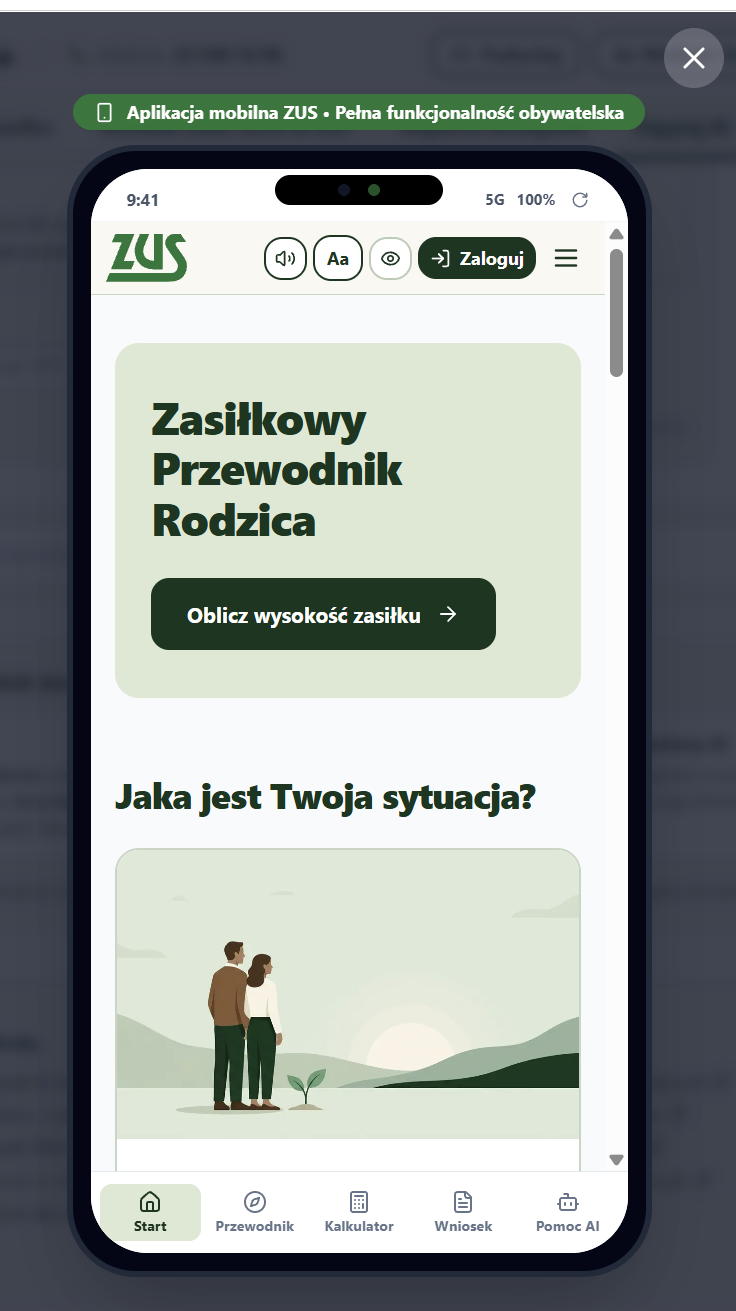 Aplikacja mobilna ZUS • Pełna funkcjonalność obywatelska
9:41
5G 100%
ZUS
Aa
Zaloguj
Zasiłkowy
Przewodnik
Rodzica
Oblicz wysokość zasiłku
Jaka jest Twoja sytuacja?
Start
Przewodnik
Kalkulator
Wniosek
Pomoc AI